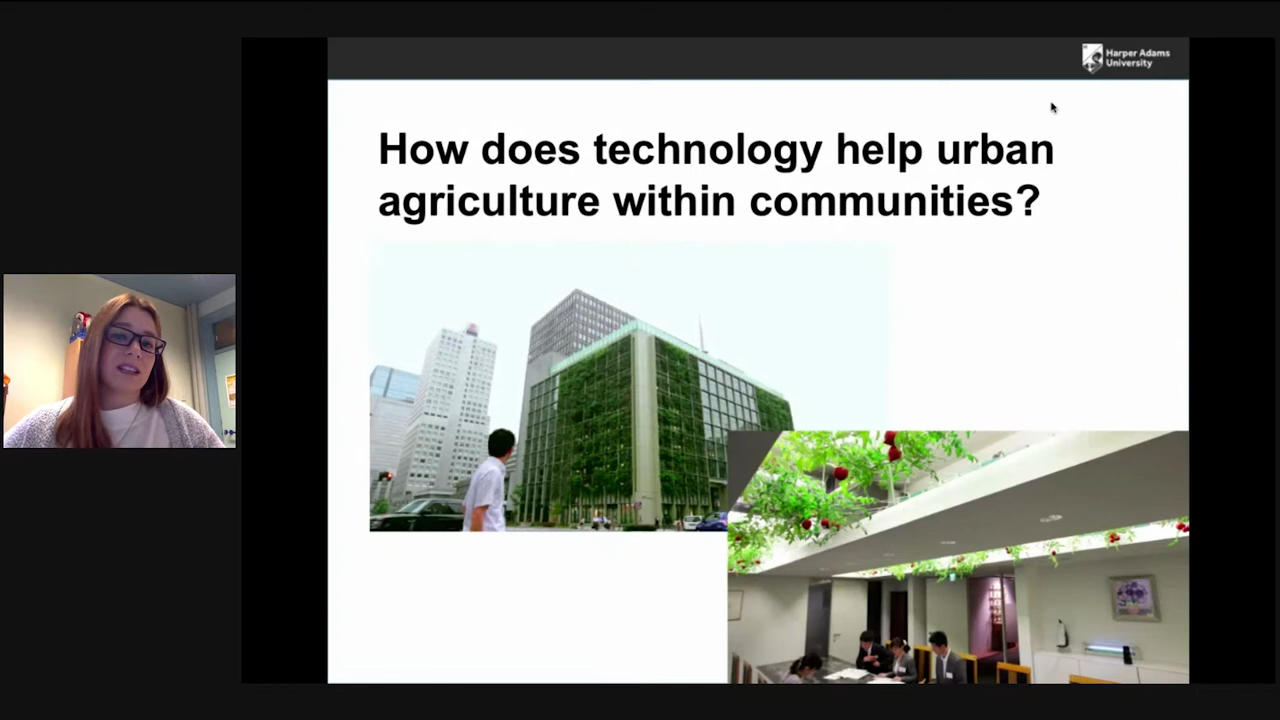 Harper Adams
University
How does technology help urban
agriculture within communities?